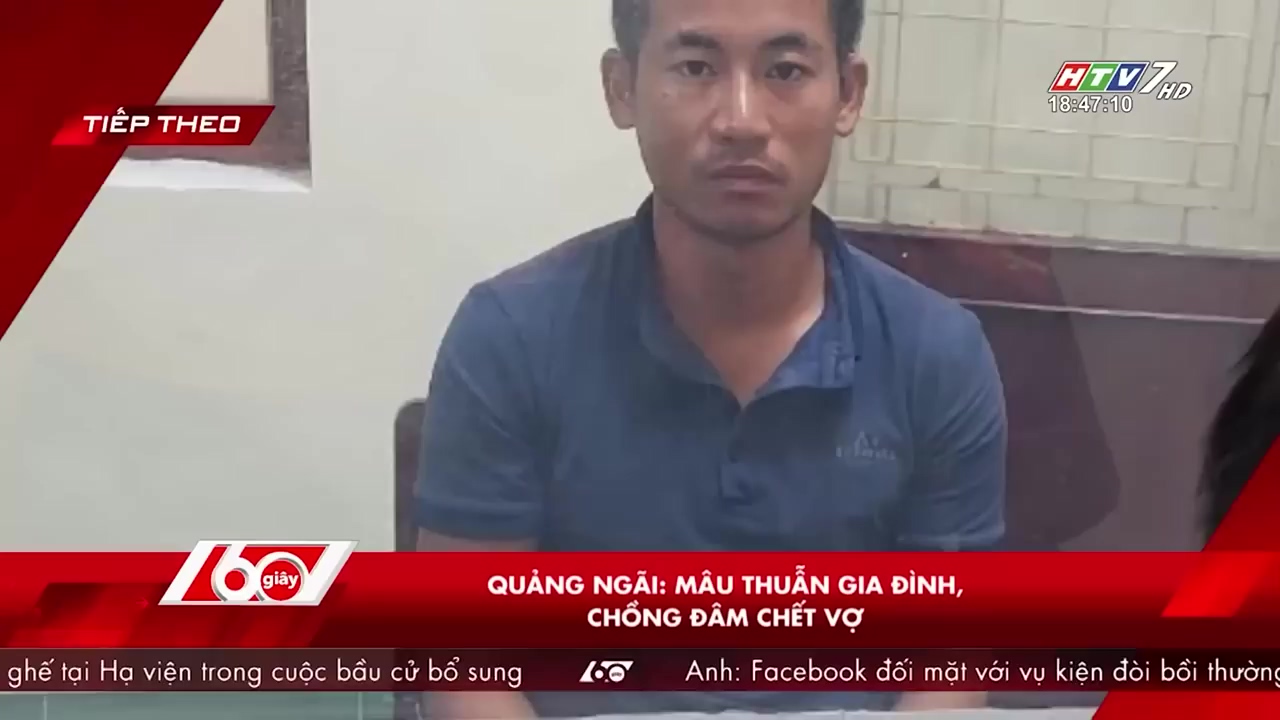 TIẾP THEO
HTV7 HD
18:47:10
60 giây
QUẢNG NGÃI: MÂU THUẪN GIA ĐÌNH,
CHỒNG ĐÂM CHẾT VỢ
ghế tại Hạ viện trong cuộc bầu cử bổ sung 60 Anh: Facebook đối mặt với vụ kiện đòi bồi thường